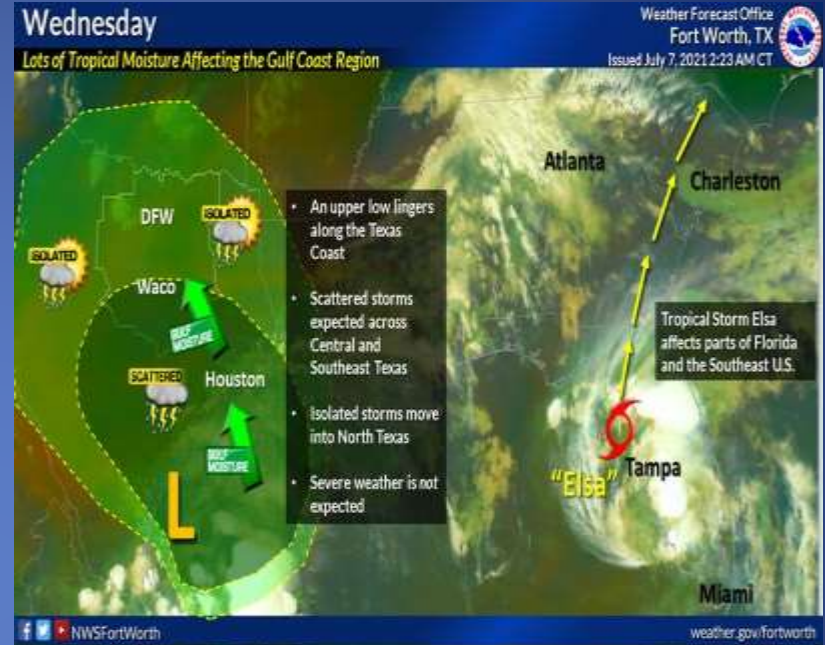 Wednesday
Lots of Tropical Moisture Affecting the Gulf Coast Region
Weather Forecast Office
Fort Worth, TX
Issued July 7, 2021 2:23 AM CT
DFW
ISOLATED
ISOLATED
Waco
GULF
MOISTURE
SCATTERED
Houston
GULF
MOISTURE
L
• An upper low lingers
along the Texas
Coast
• Scattered storms
expected across
Central and
Southeast Texas
• Isolated storms move
into North Texas
• Severe weather is not
expected
Atlanta
Charleston
Tropical Storm Elsa
affects parts of Florida
and the Southeast U.S.
"Elsa"
Tampa
Miami
NWSFortWorth
weather.gov/fortworth